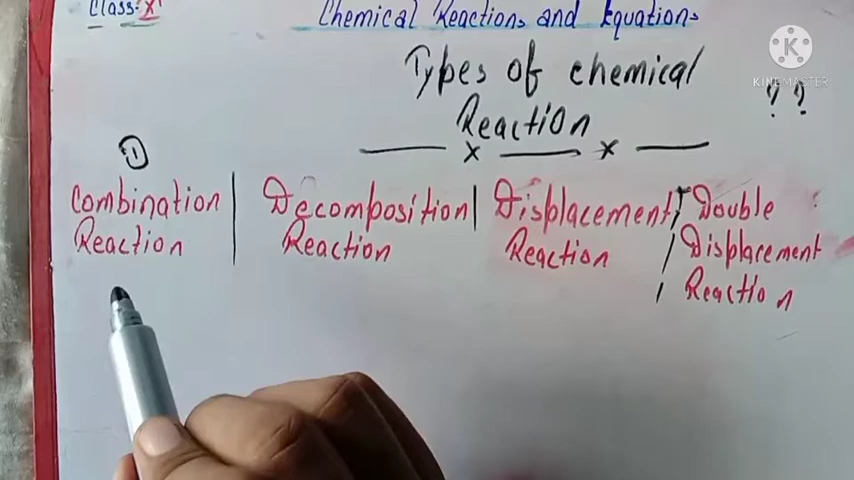 Class-X
Chemical Reactions and Equations
Types of chemical
Reaction
??
KINEMASTER
①
Combination
Reaction
Decomposition
Reaction
Displacement
Reaction
Double
Displacement
Reaction